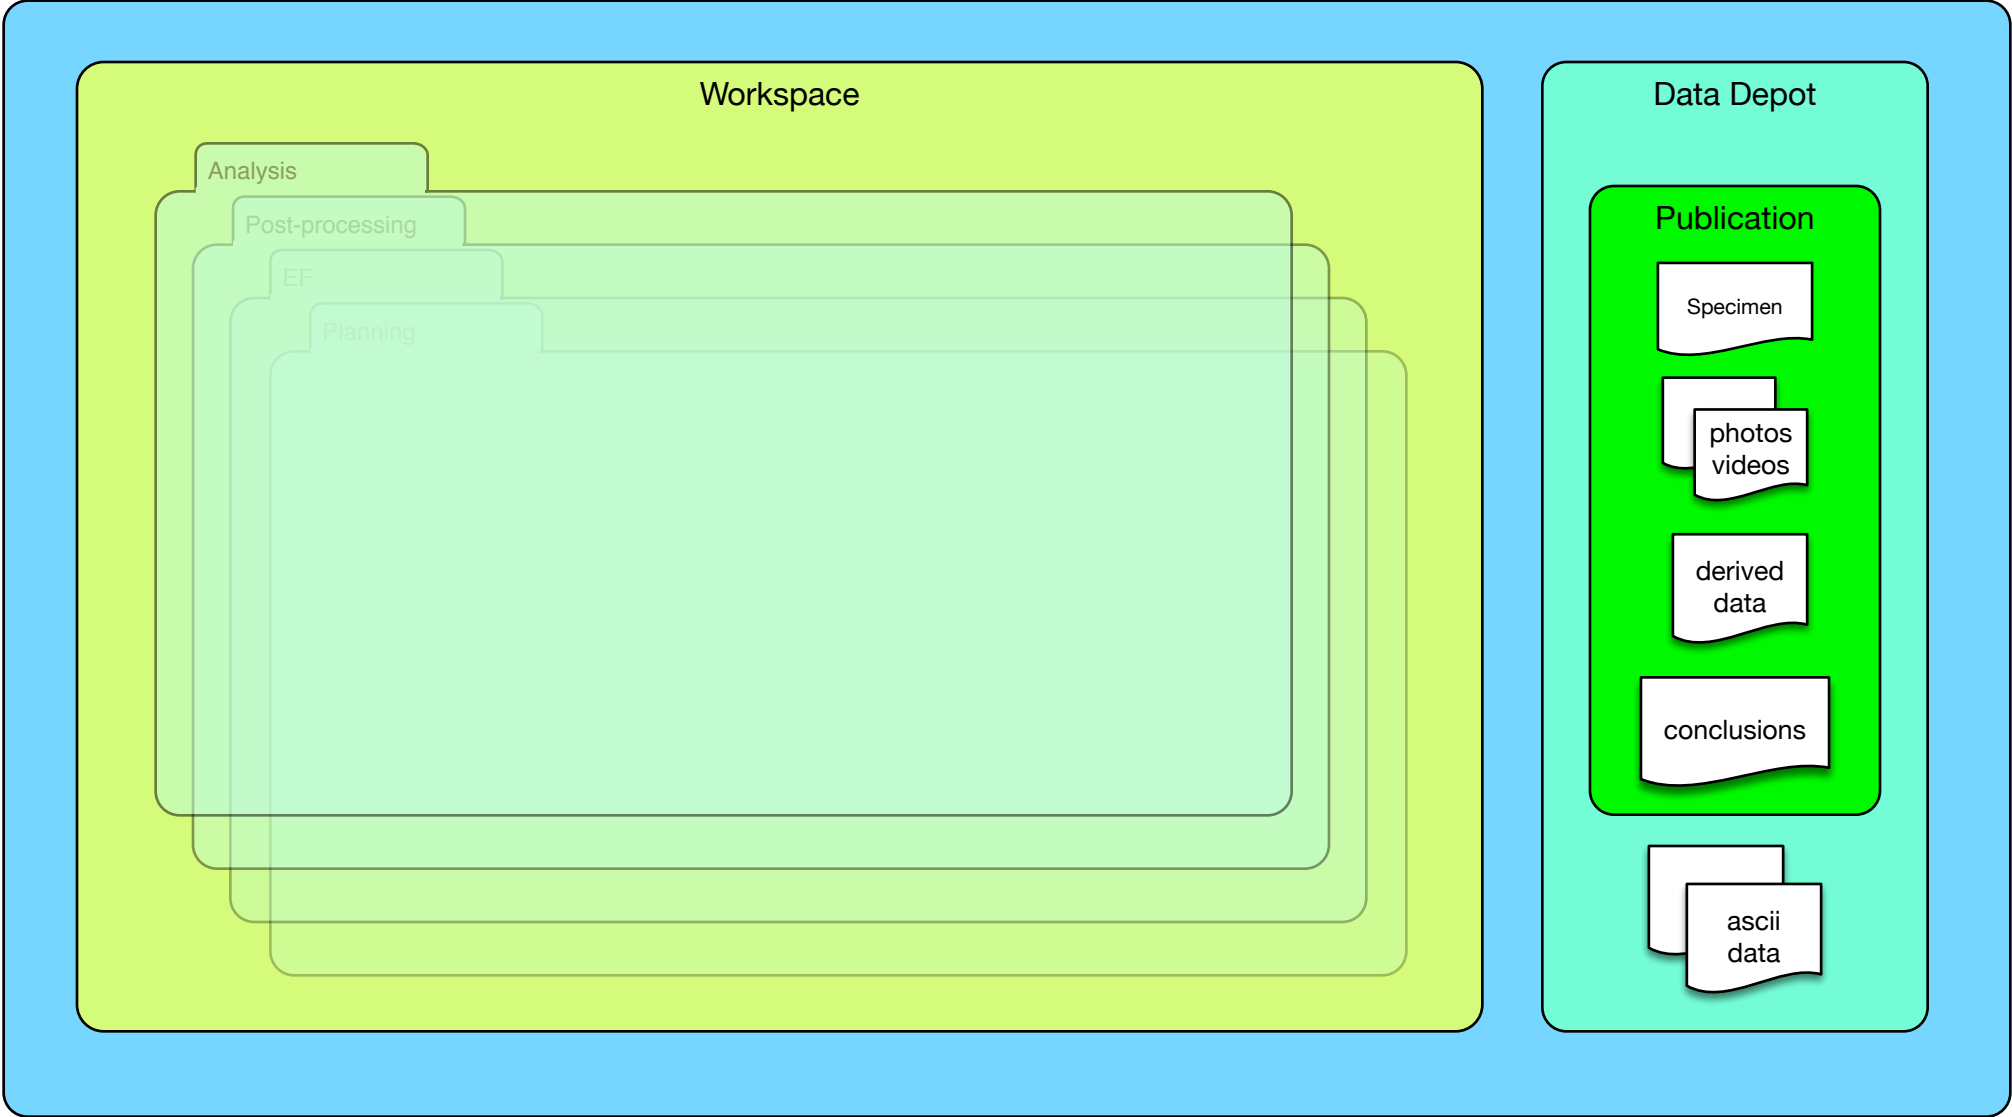 Workspace
Analysis
Post-processing
EF
Planning
Data Depot
Publication
Specimen
photos
videos
derived
data
conclusions
ascii
data